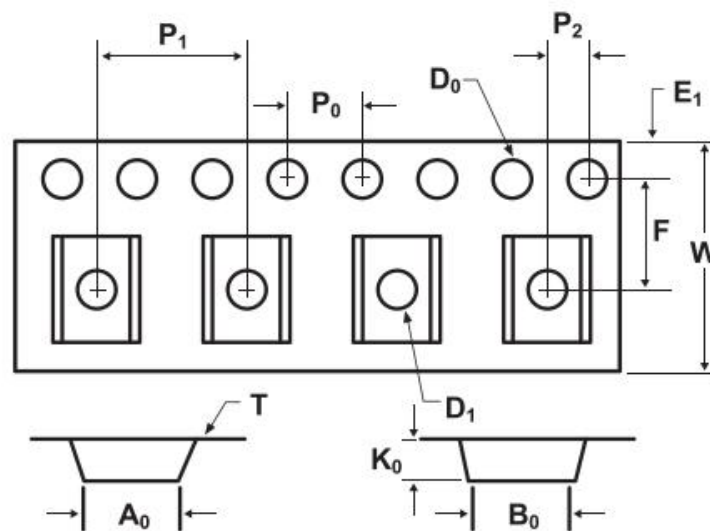 P₁
P₂
P₀
D₀
E₁
F
W
T
D₁
K₀
A₀
B₀